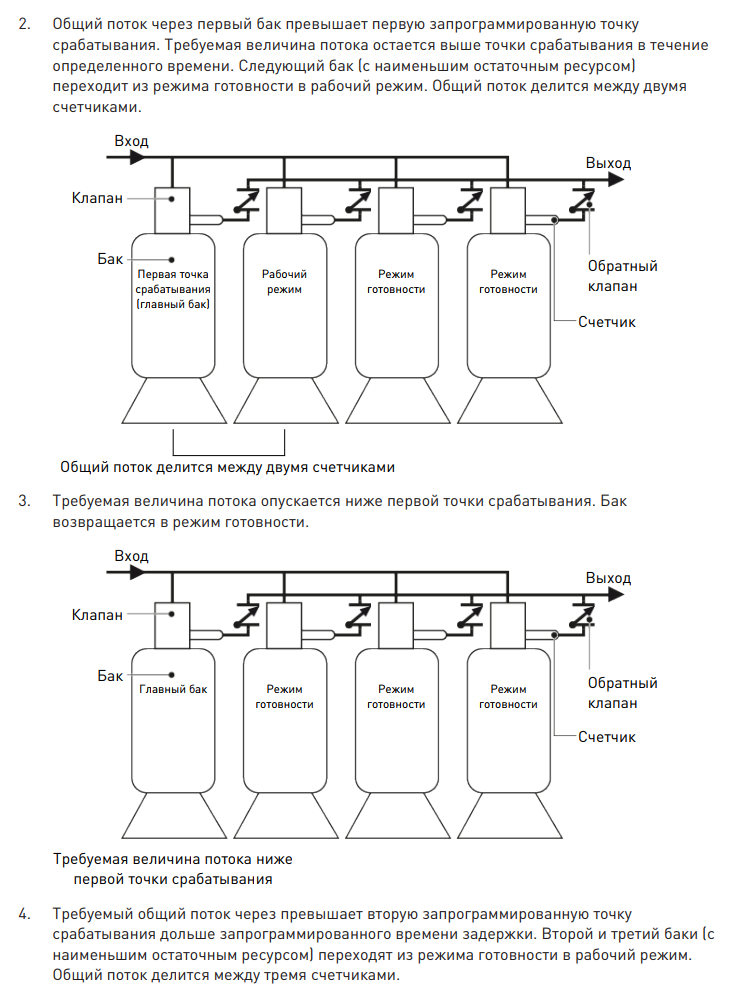 2. Общий поток через первый бак превышает первую запрограммированную точку
срабатывания. Требуемая величина потока остается выше точки срабатывания в течение
определенного времени. Следующий бак (с наименьшим остаточным ресурсом)
переходит из режима готовности в рабочий режим. Общий поток делится между двумя
счетчиками.
Вход
Выход
Клапан
Бак
Первая точка
срабатывания
(главный бак)
Рабочий
режим
Режим
готовности
Режим
готовности
Обратный
клапан
Счетчик
Общий поток делится между двумя счетчиками
3. Требуемая величина потока опускается ниже первой точки срабатывания. Бак
возвращается в режим готовности.
Вход
Выход
Клапан
Бак
Главный бак
Режим
готовности
Режим
готовности
Режим
готовности
Обратный
клапан
Счетчик
Требуемая величина потока ниже
первой точки срабатывания
4. Требуемый общий поток через превышает вторую запрограммированную точку
срабатывания дольше запрограммированного времени задержки. Второй и третий баки (с
наименьшим остаточным ресурсом) переходят из режима готовности в рабочий режим.
Общий поток делится между тремя счетчиками.